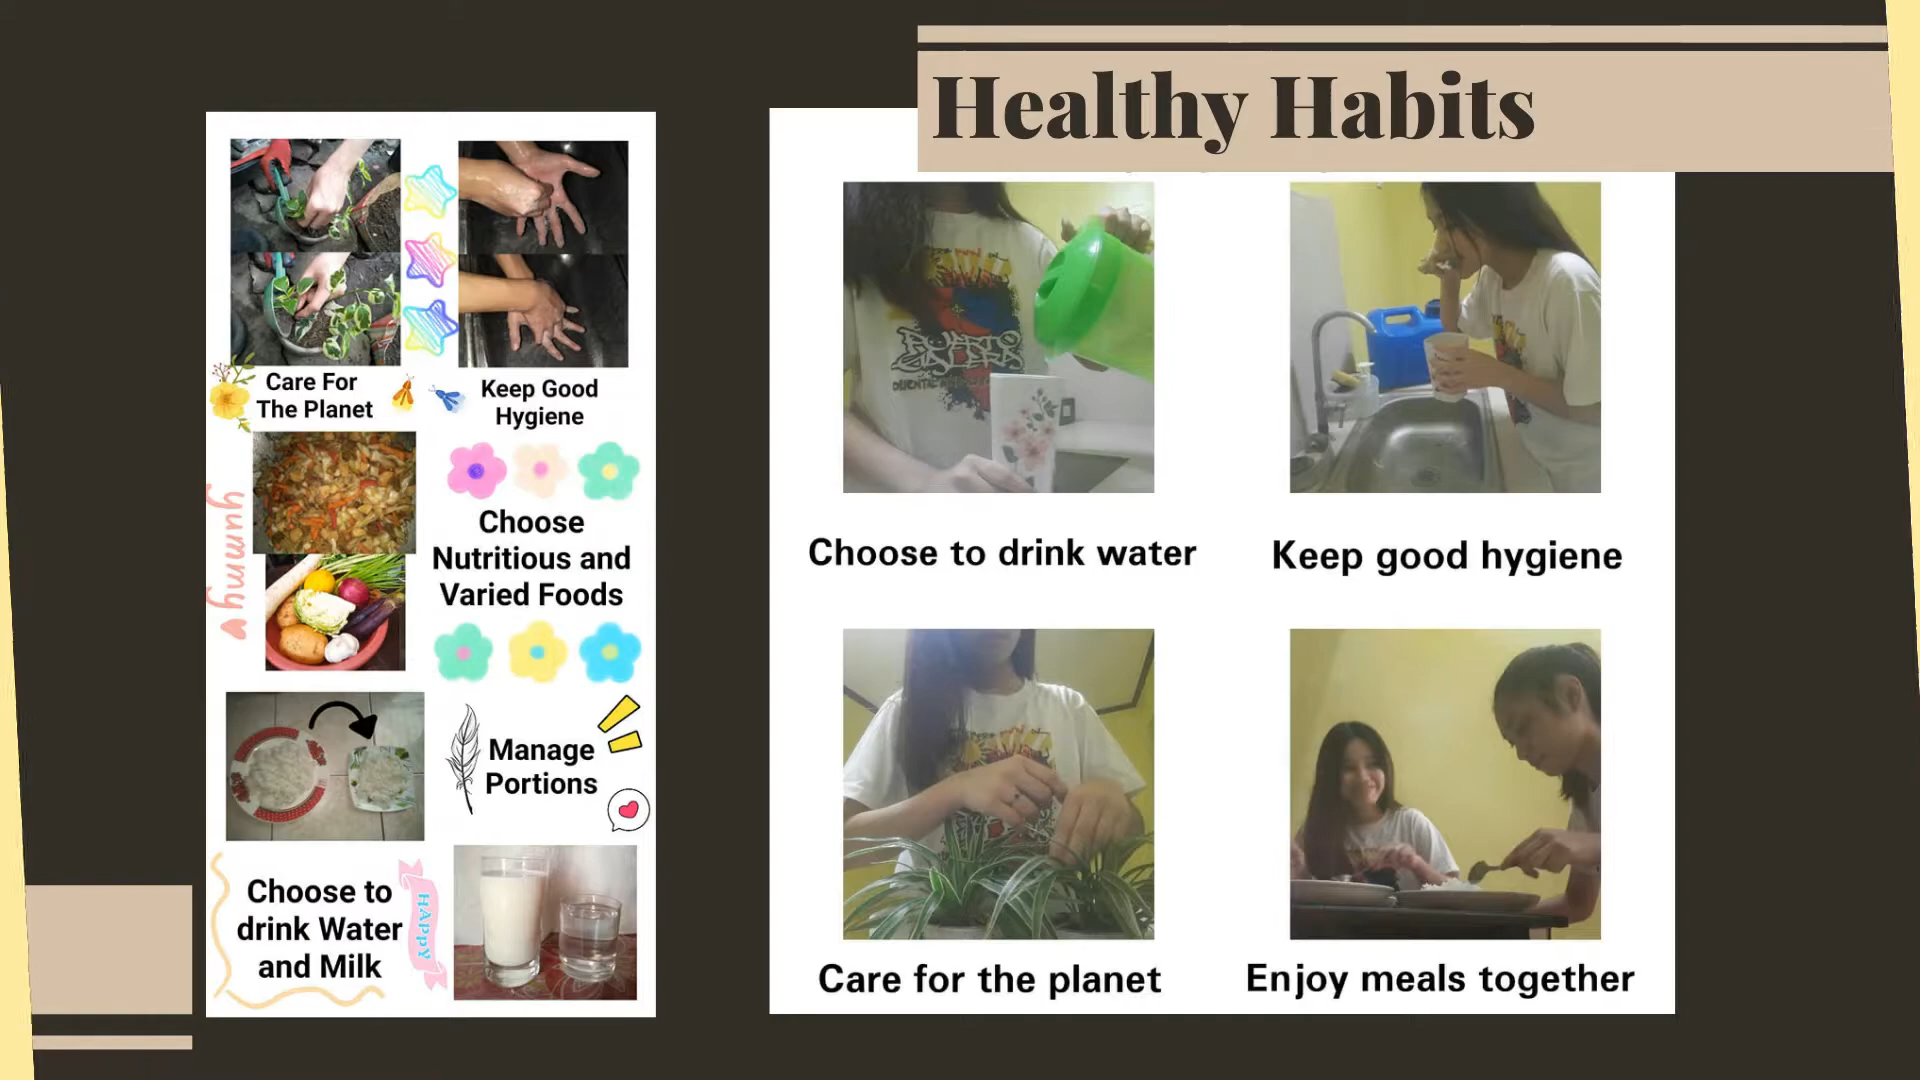 Healthy Habits
Care For
The Planet
Keep Good
Hygiene
yummy
Choose
Nutritious and
Varied Foods
Manage
Portions
Choose to
drink Water
and Milk
HAPPY
Choose to drink water
Keep good hygiene
Care for the planet
Enjoy meals together